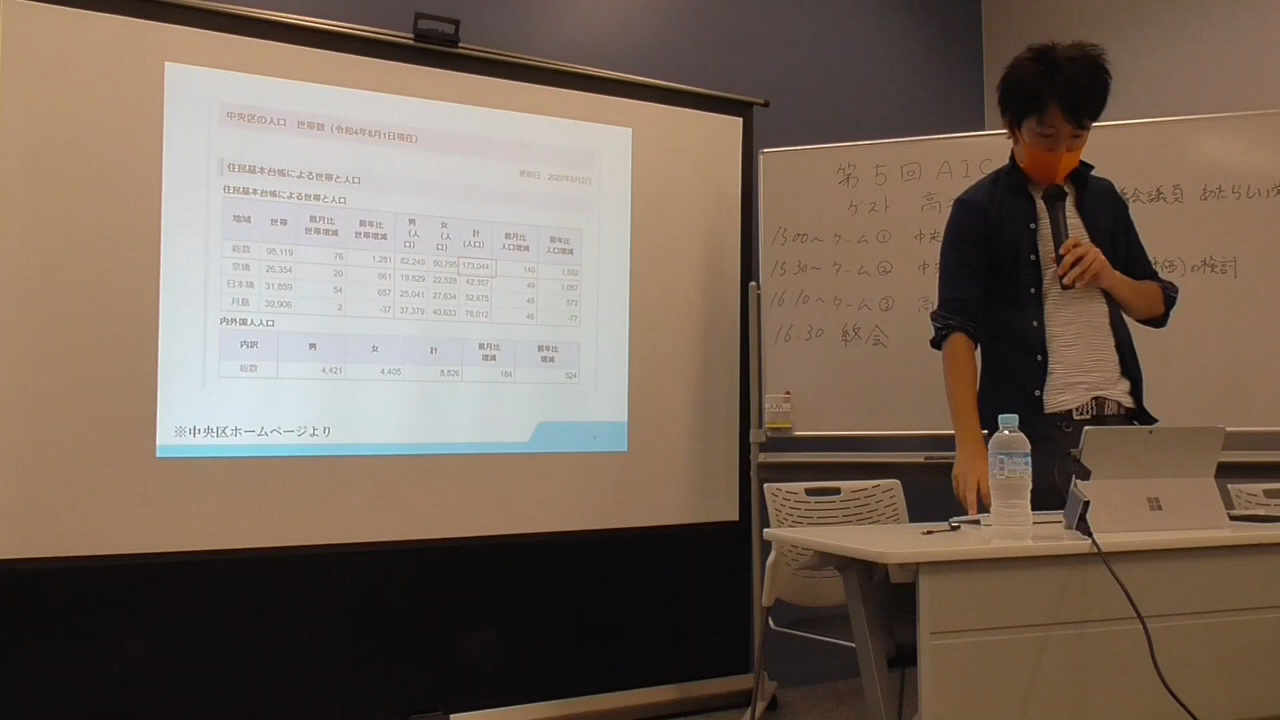 中央区の人口・世帯数（令和4年8月1日現在）
更新日：2022年8月2日
住民基本台帳による世帯と人口
住民基本台帳による世帯と人口
地域 世帯 前月比世帯増減 前年比世帯増減 男（人口） 女（人口） 計（人口） 前月比人口増減 前年比人口増減
総数 98,119 76 1,281 82,249 90,795 173,044 140 1,552
京橋 26,354 20 661 19,829 22,528 42,357 49 1,057
日本橋 31,859 54 657 25,041 27,634 52,675 45 572
月島 39,906 2 -37 37,379 40,633 78,012 46 -77
内外国人人口
内訳 男 女 計 前月比増減 前年比増減
総数 4,421 4,405 8,826 184 524
※中央区ホームページより
第5回 AIC
ゲスト 高 議会議員 あたらしい
15:00〜 ゲーム① 中央
15:30〜 ゲーム② 中央 の検討
16:10〜 ゲーム③ 高
16:30 終会